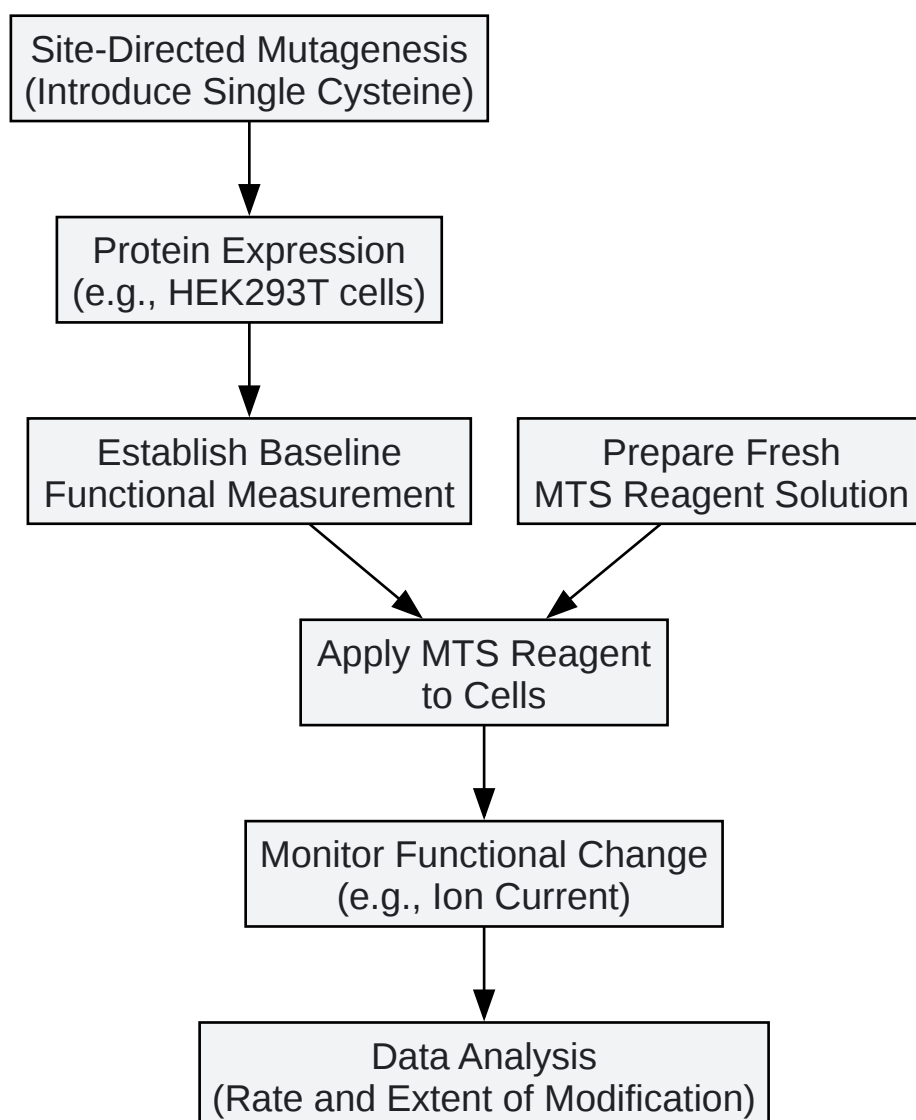 Site-Directed Mutagenesis
(Introduce Single Cysteine)
Protein Expression
(e.g., HEK293T cells)
Establish Baseline
Functional Measurement
Prepare Fresh
MTS Reagent Solution
Apply MTS Reagent
to Cells
Monitor Functional Change
(e.g., Ion Current)
Data Analysis
(Rate and Extent of Modification)